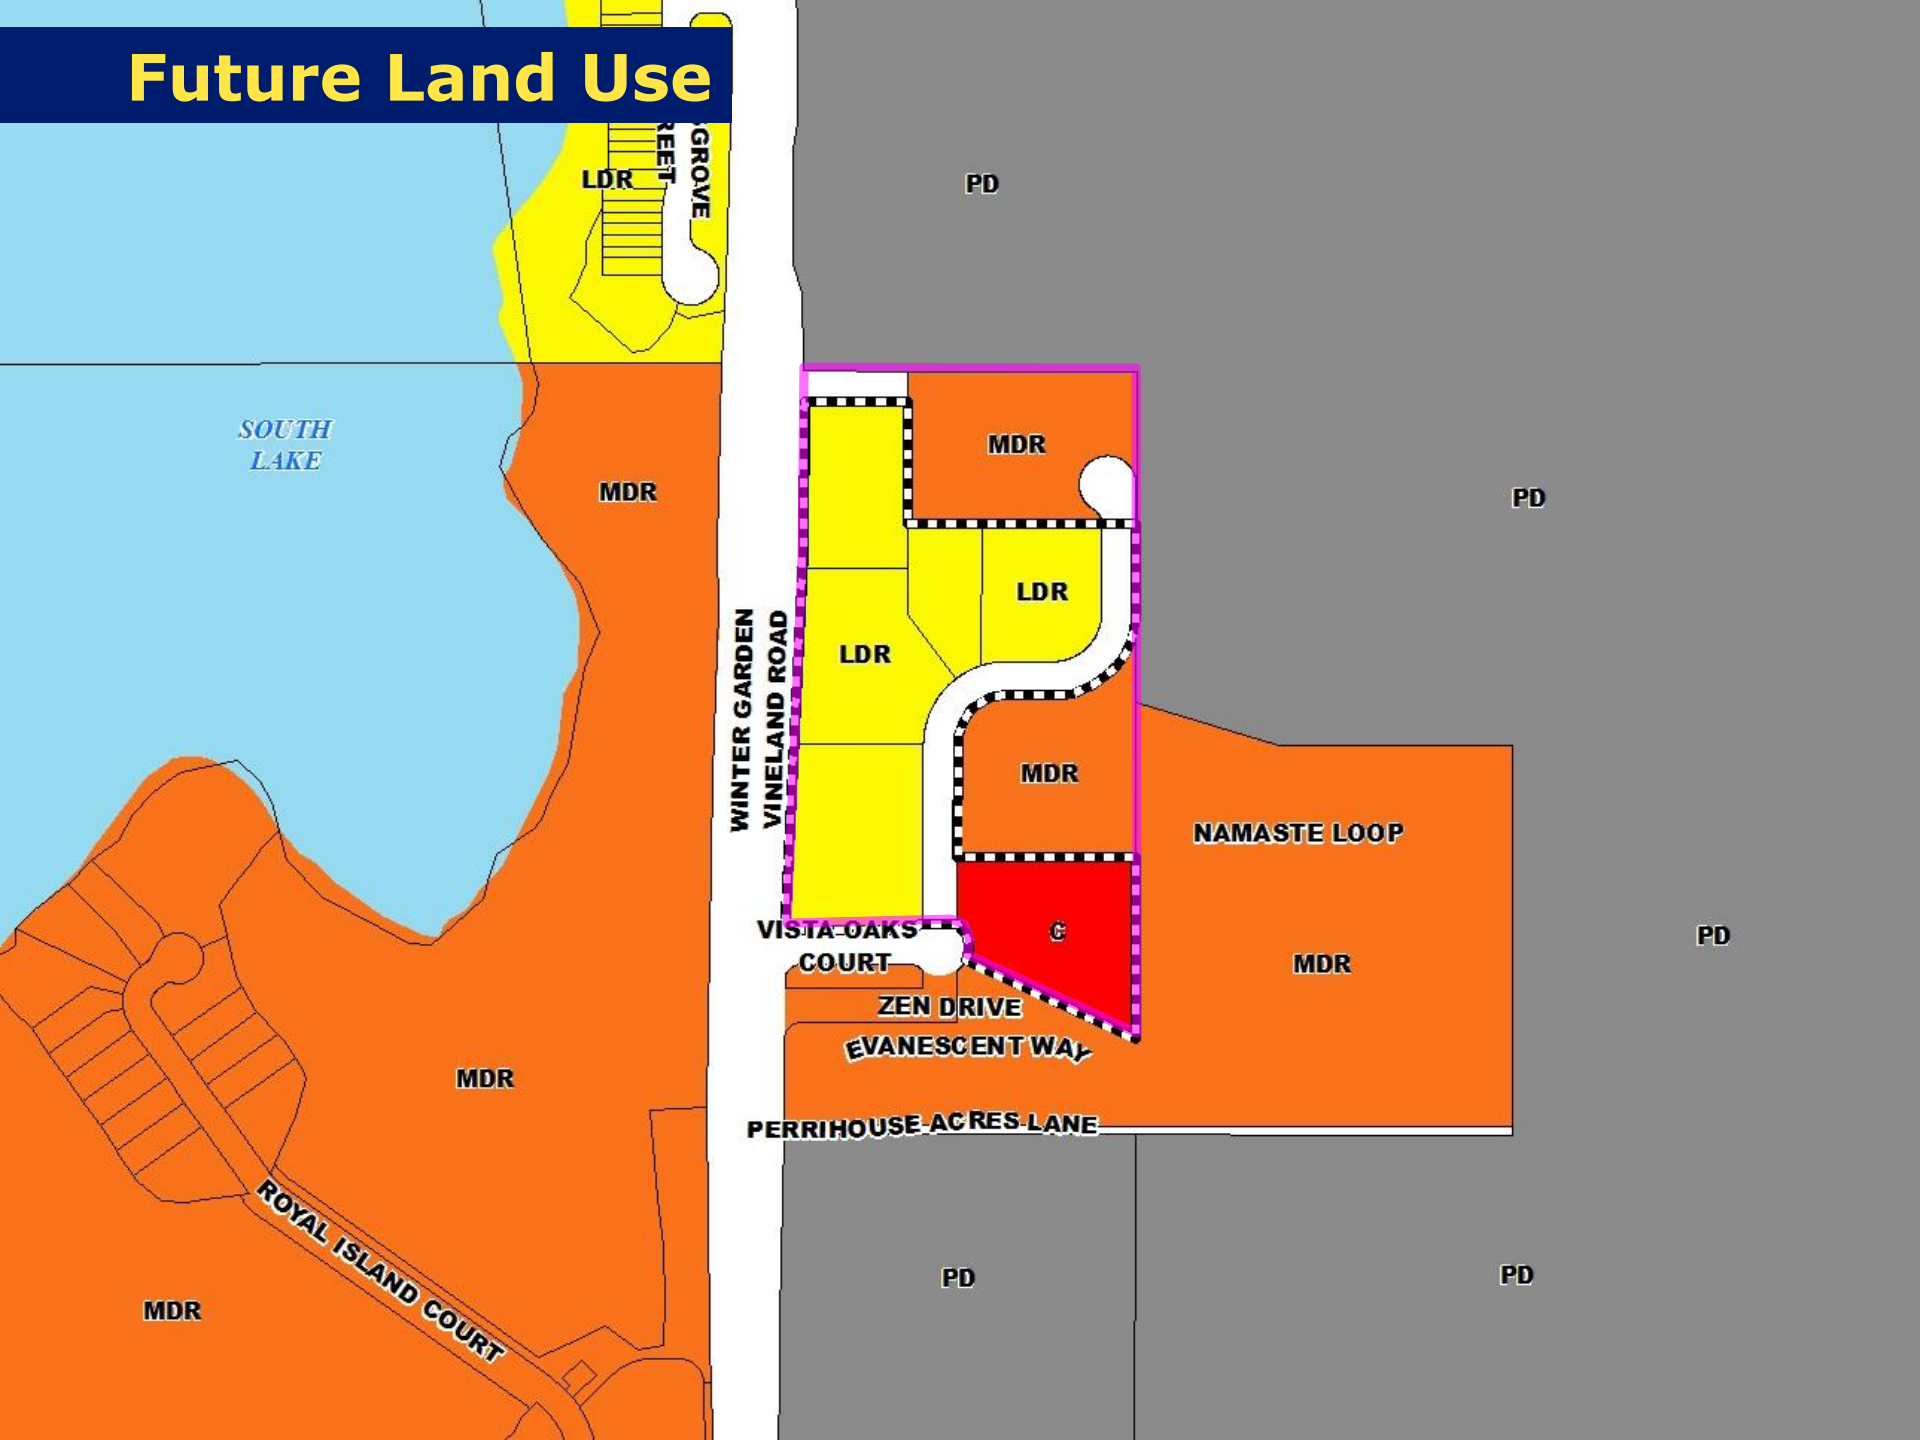 Future Land Use
LDR
PD
SOUTH
LAKE
MDR
MDR
PD
LDR
LDR
WINTER GARDEN
VINELAND ROAD
MDR
NAMASTE LOOP
C
VISTA OAKS
COURT
PD
MDR
ZEN DRIVE
EVANESCENT WAY
MDR
PERRIHOUSE ACRES LANE
ROYAL ISLAND COURT
PD
PD
MDR